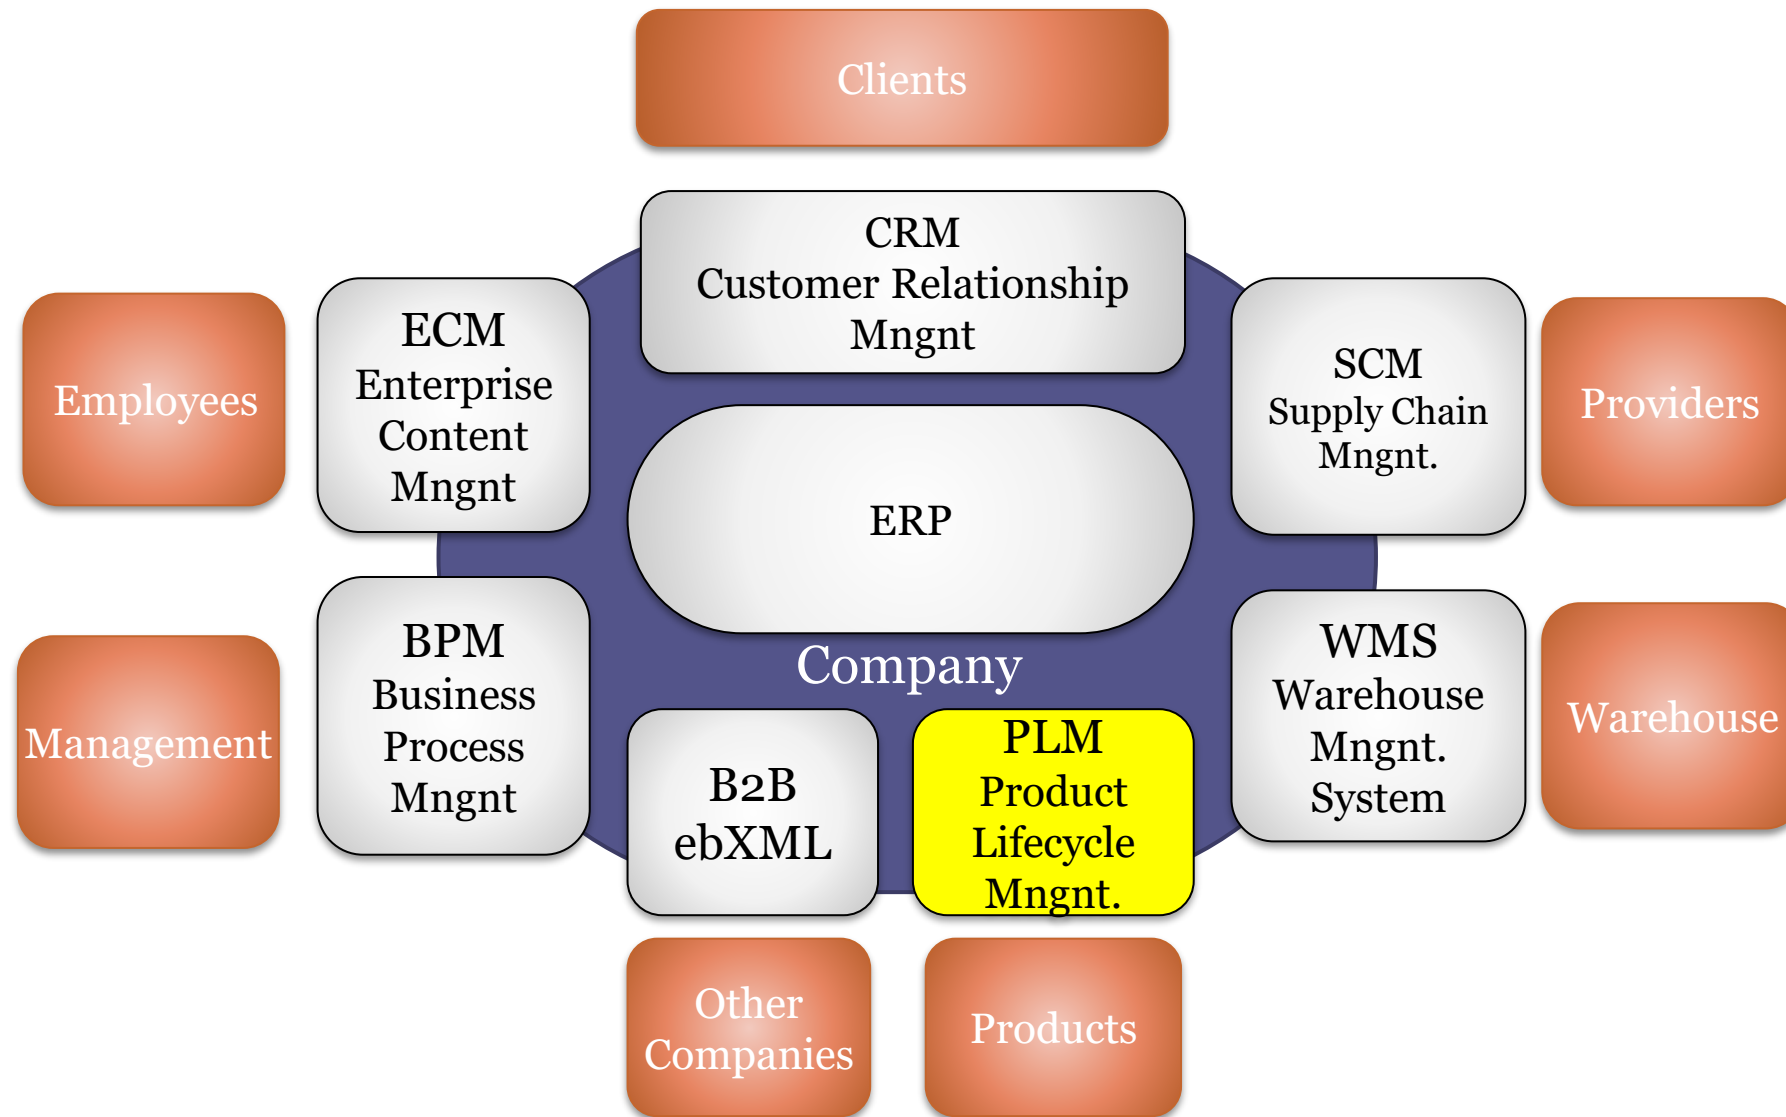 Clients
CRM
Customer Relationship
Mngnt
Employees
ECM
Enterprise
Content
Mngnt
SCM
Supply Chain
Mngnt.
Providers
ERP
Company
Management
BPM
Business
Process
Mngnt
B2B
ebXML
PLM
Product
Lifecycle
Mngnt.
WMS
Warehouse
Mngnt.
System
Warehouse
Other
Companies
Products